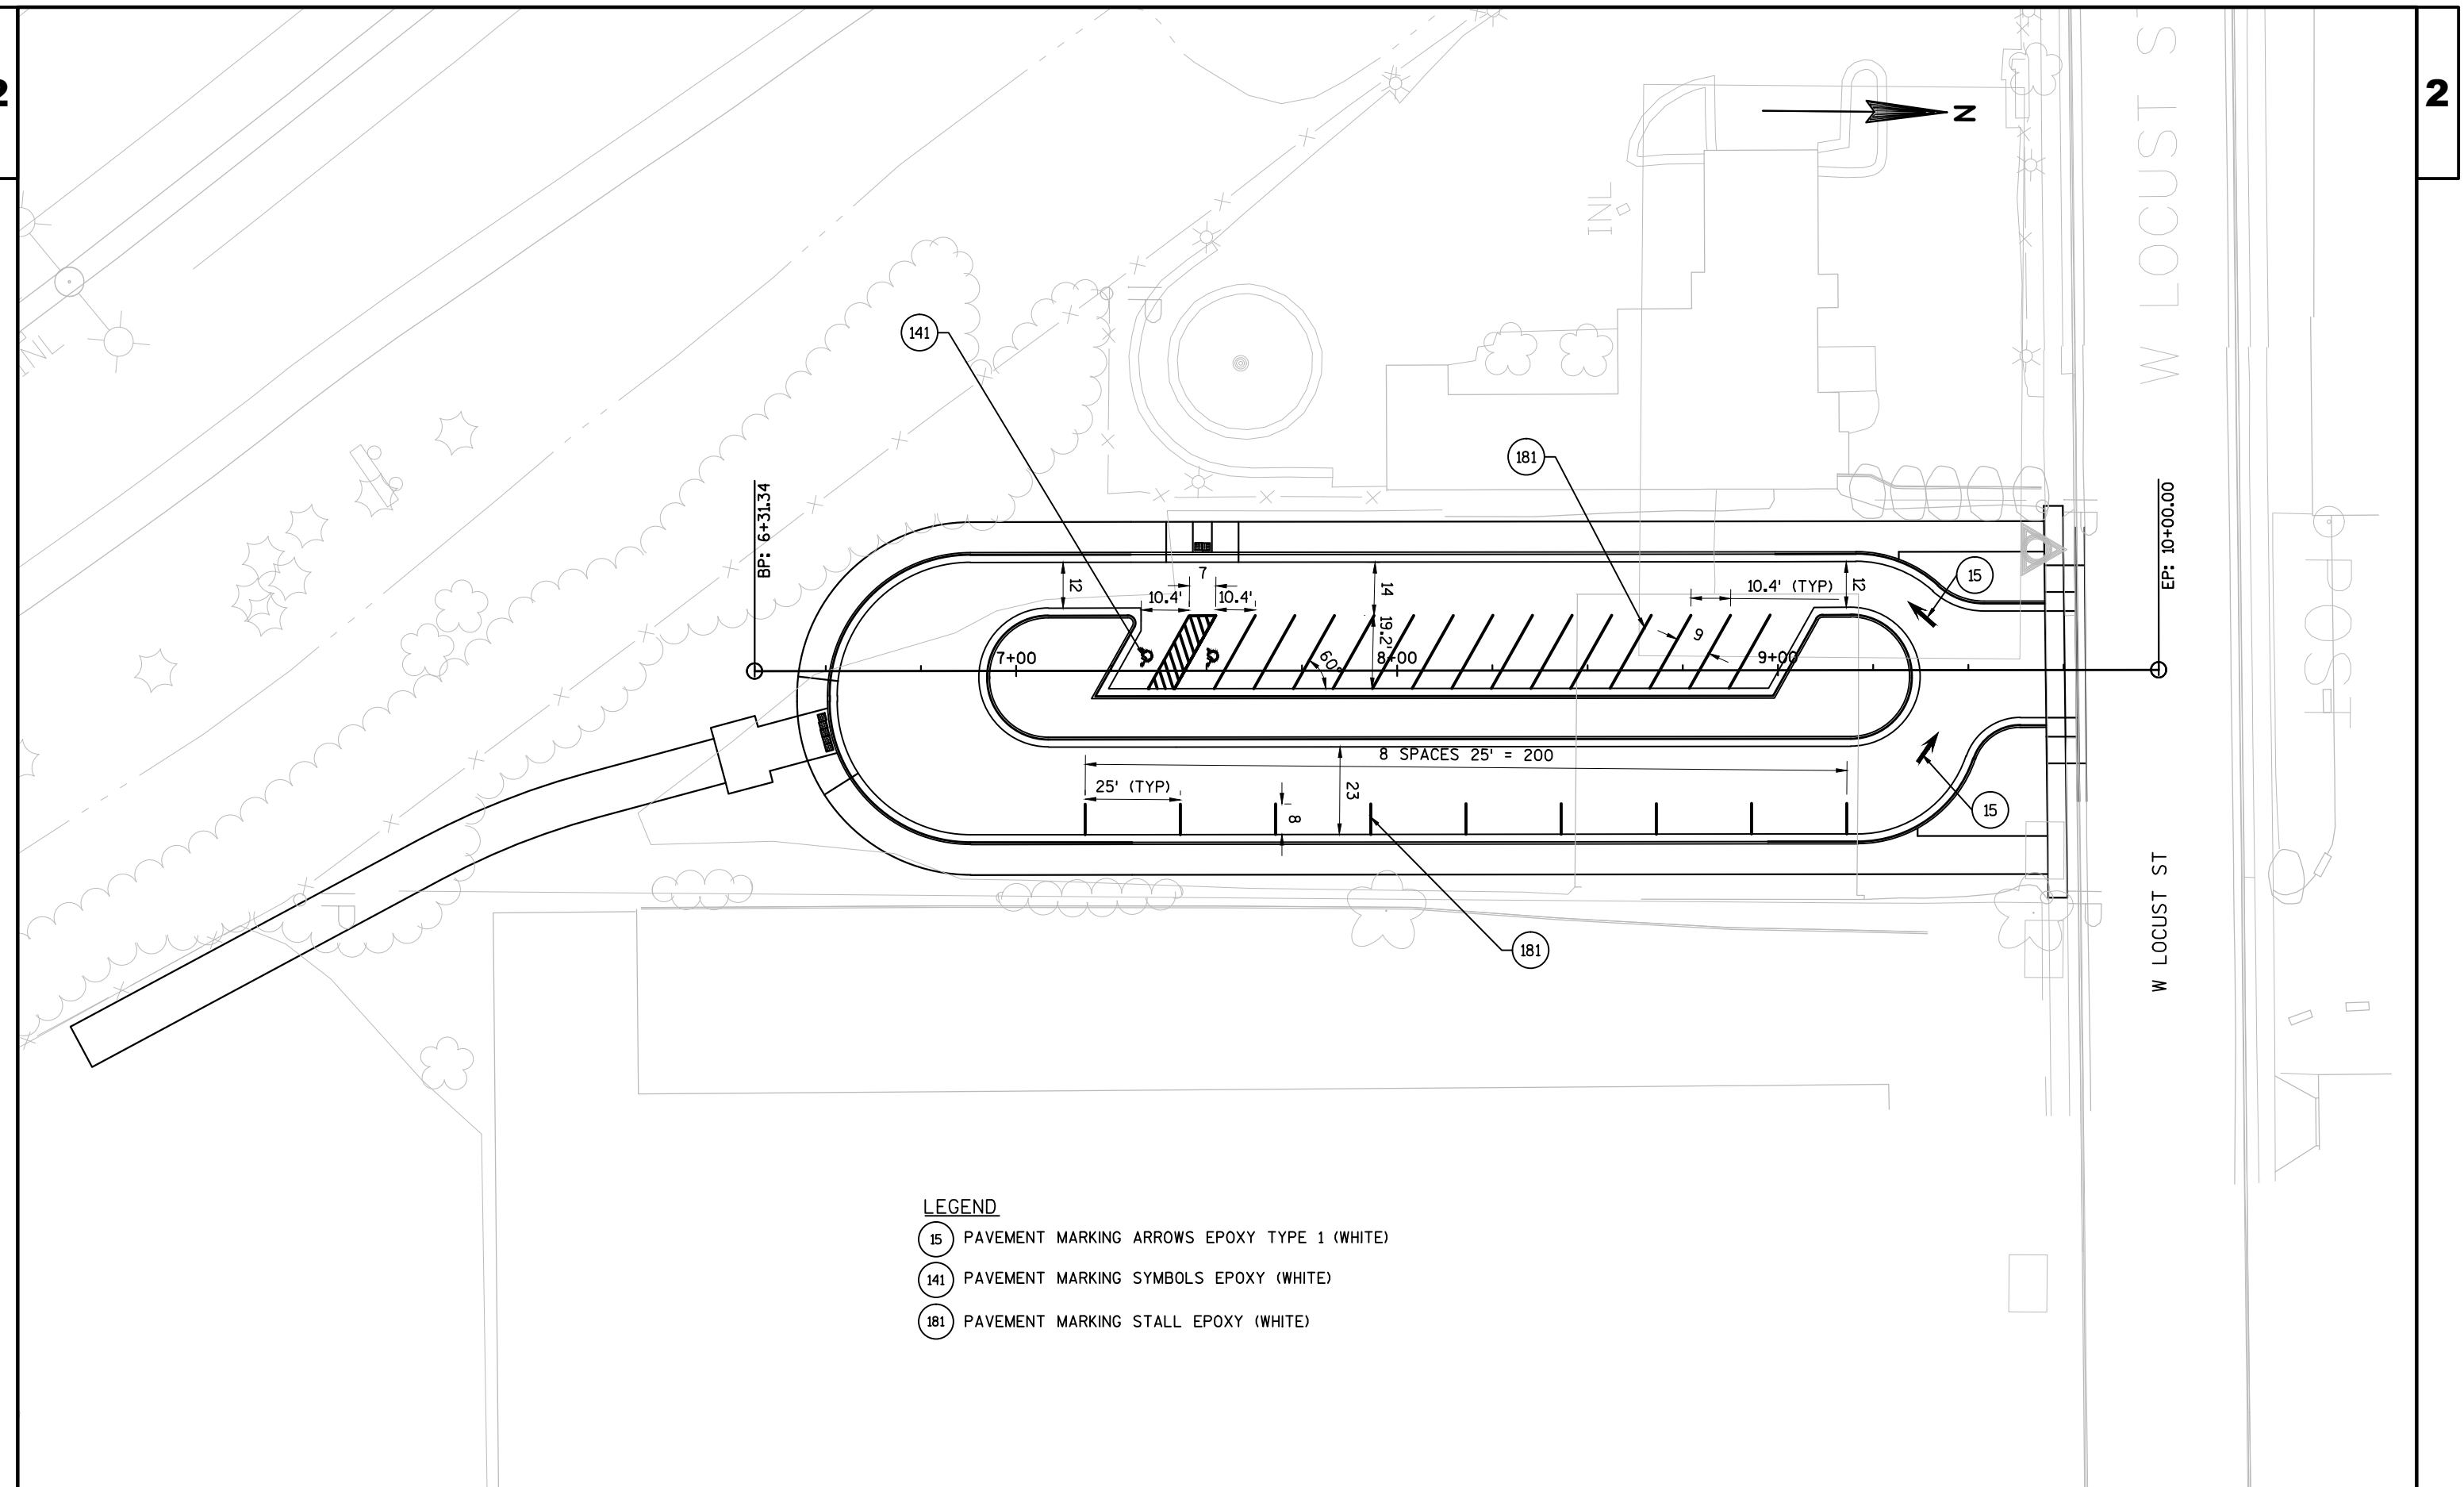 2
2
W LOCUST S
N
INL
INL
141
181
BP: 6+31.34
EP: 10+00.00
15
7
12
14
12
10.4'
10.4'
10.4' (TYP)
19.2'
9
60°
7+00
8+00
9+00
P
P
P
P
PSOT
8 SPACES 25' = 200
25' (TYP)
23
8
15
181
W LOCUST ST
LEGEND
15 PAVEMENT MARKING ARROWS EPOXY TYPE 1 (WHITE)
141 PAVEMENT MARKING SYMBOLS EPOXY (WHITE)
181 PAVEMENT MARKING STALL EPOXY (WHITE)